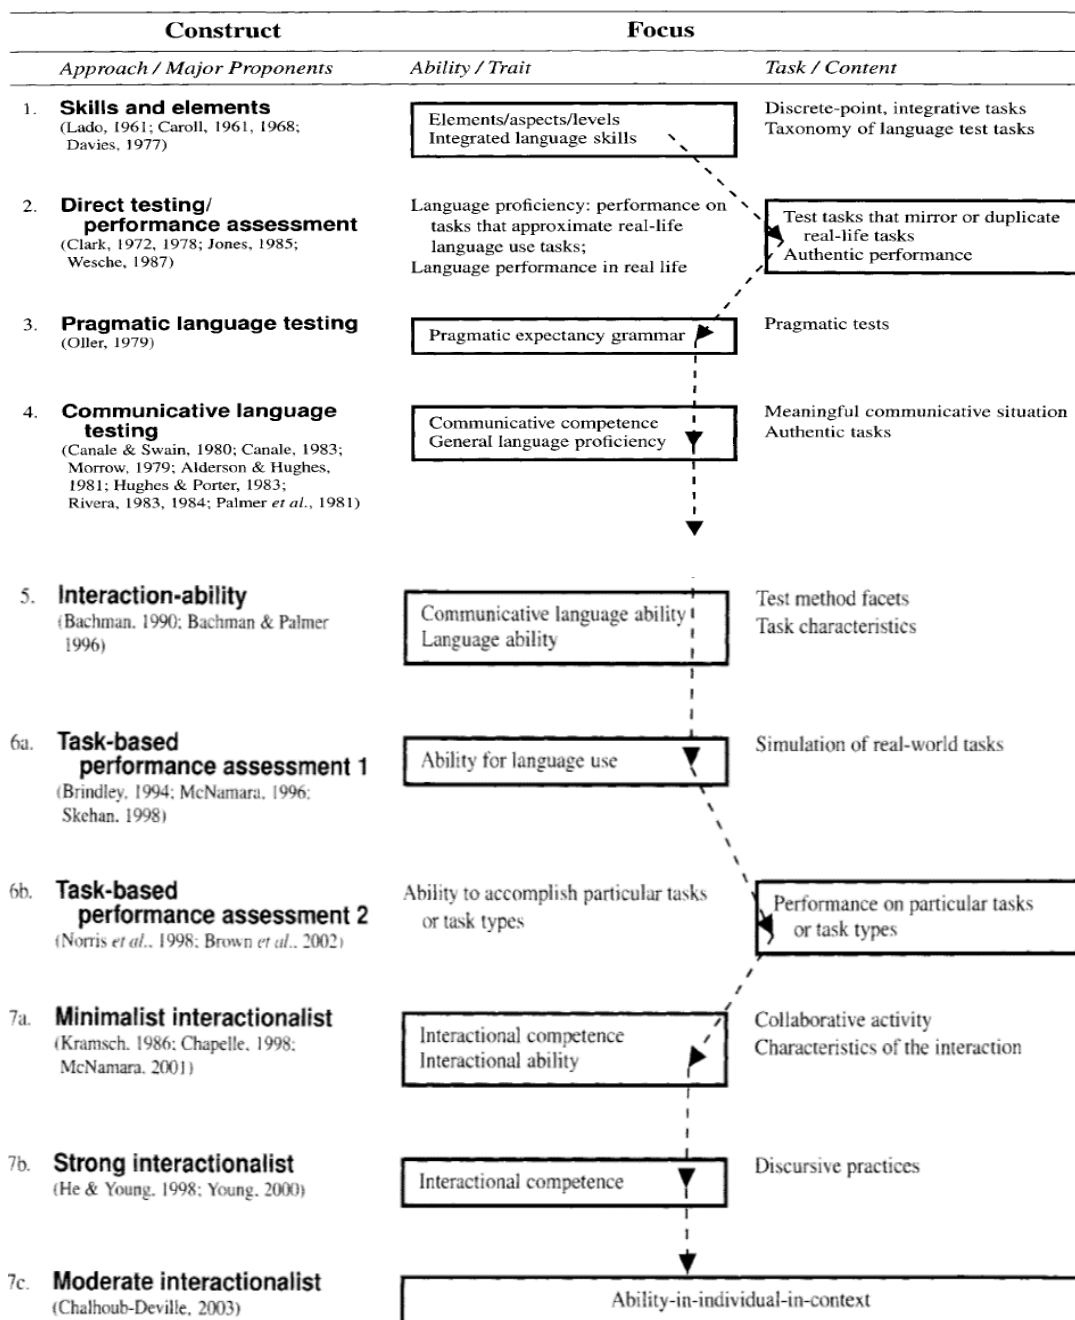 Construct Focus
Approach / Major Proponents Ability / Trait Task / Content
1. Skills and elements
(Lado, 1961; Caroll, 1961, 1968;
Davies, 1977)
Elements/aspects/levels
Integrated language skills
Discrete-point, integrative tasks
Taxonomy of language test tasks
2. Direct testing/
performance assessment
(Clark, 1972, 1978; Jones, 1985;
Wesche, 1987)
Language proficiency: performance on
tasks that approximate real-life
language use tasks;
Language performance in real life
Test tasks that mirror or duplicate
real-life tasks
Authentic performance
3. Pragmatic language testing
(Oller, 1979)
Pragmatic expectancy grammar
Pragmatic tests
4. Communicative language
testing
(Canale & Swain, 1980; Canale, 1983;
Morrow, 1979; Alderson & Hughes,
1981; Hughes & Porter, 1983;
Rivera, 1983, 1984; Palmer et al., 1981)
Communicative competence
General language proficiency
Meaningful communicative situation
Authentic tasks
5. Interaction-ability
(Bachman, 1990; Bachman & Palmer
1996)
Communicative language ability
Language ability
Test method facets
Task characteristics
6a. Task-based
performance assessment 1
(Brindley, 1994; McNamara, 1996;
Skehan, 1998)
Ability for language use
Simulation of real-world tasks
6b. Task-based
performance assessment 2
(Norris et al., 1998; Brown et al., 2002)
Ability to accomplish particular tasks
or task types
Performance on particular tasks
or task types
7a. Minimalist interactionalist
(Kramsch, 1986; Chapelle, 1998;
McNamara, 2001)
Interactional competence
Interactional ability
Collaborative activity
Characteristics of the interaction
7b. Strong interactionalist
(He & Young, 1998; Young, 2000)
Interactional competence
Discursive practices
7c. Moderate interactionalist
(Chalhoub-Deville, 2003)
Ability-in-individual-in-context